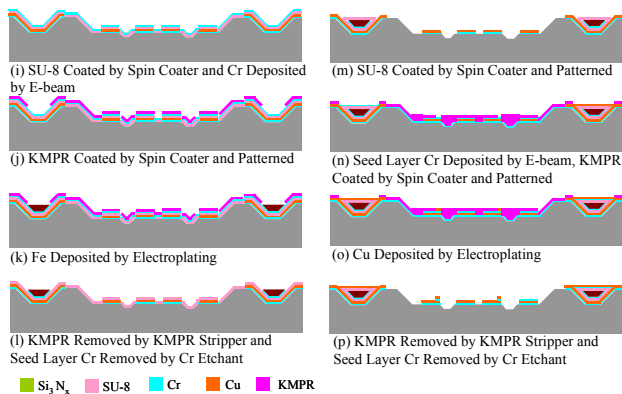 (i) SU-8 Coated by Spin Coater and Cr Deposited
by E-beam
(j) KMPR Coated by Spin Coater and Patterned
(k) Fe Deposited by Electroplating
(l) KMPR Removed by KMPR Stripper and
Seed Layer Cr Removed by Cr Etchant
(m) SU-8 Coated by Spin Coater and Patterned
(n) Seed Layer Cr Deposited by E-beam, KMPR
Coated by Spin Coater and Patterned
(o) Cu Deposited by Electroplating
(p) KMPR Removed by KMPR Stripper and
Seed Layer Cr Removed by Cr Etchant
Si3 Nx SU-8 Cr Cu KMPR